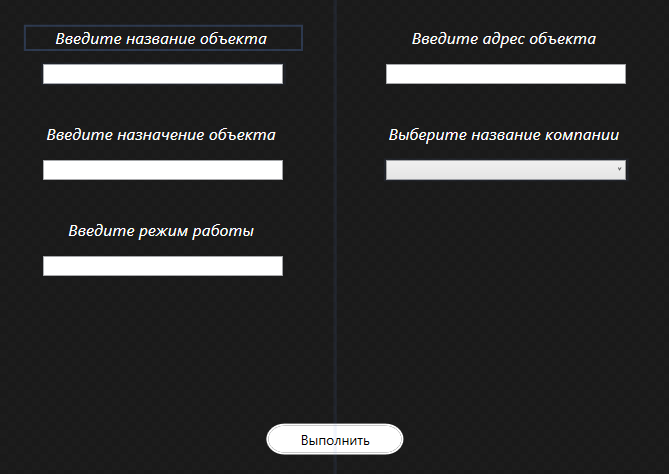 Введите название объекта
Введите адрес объекта
Введите назначение объекта
Выберите название компании
Введите режим работы
Выполнить